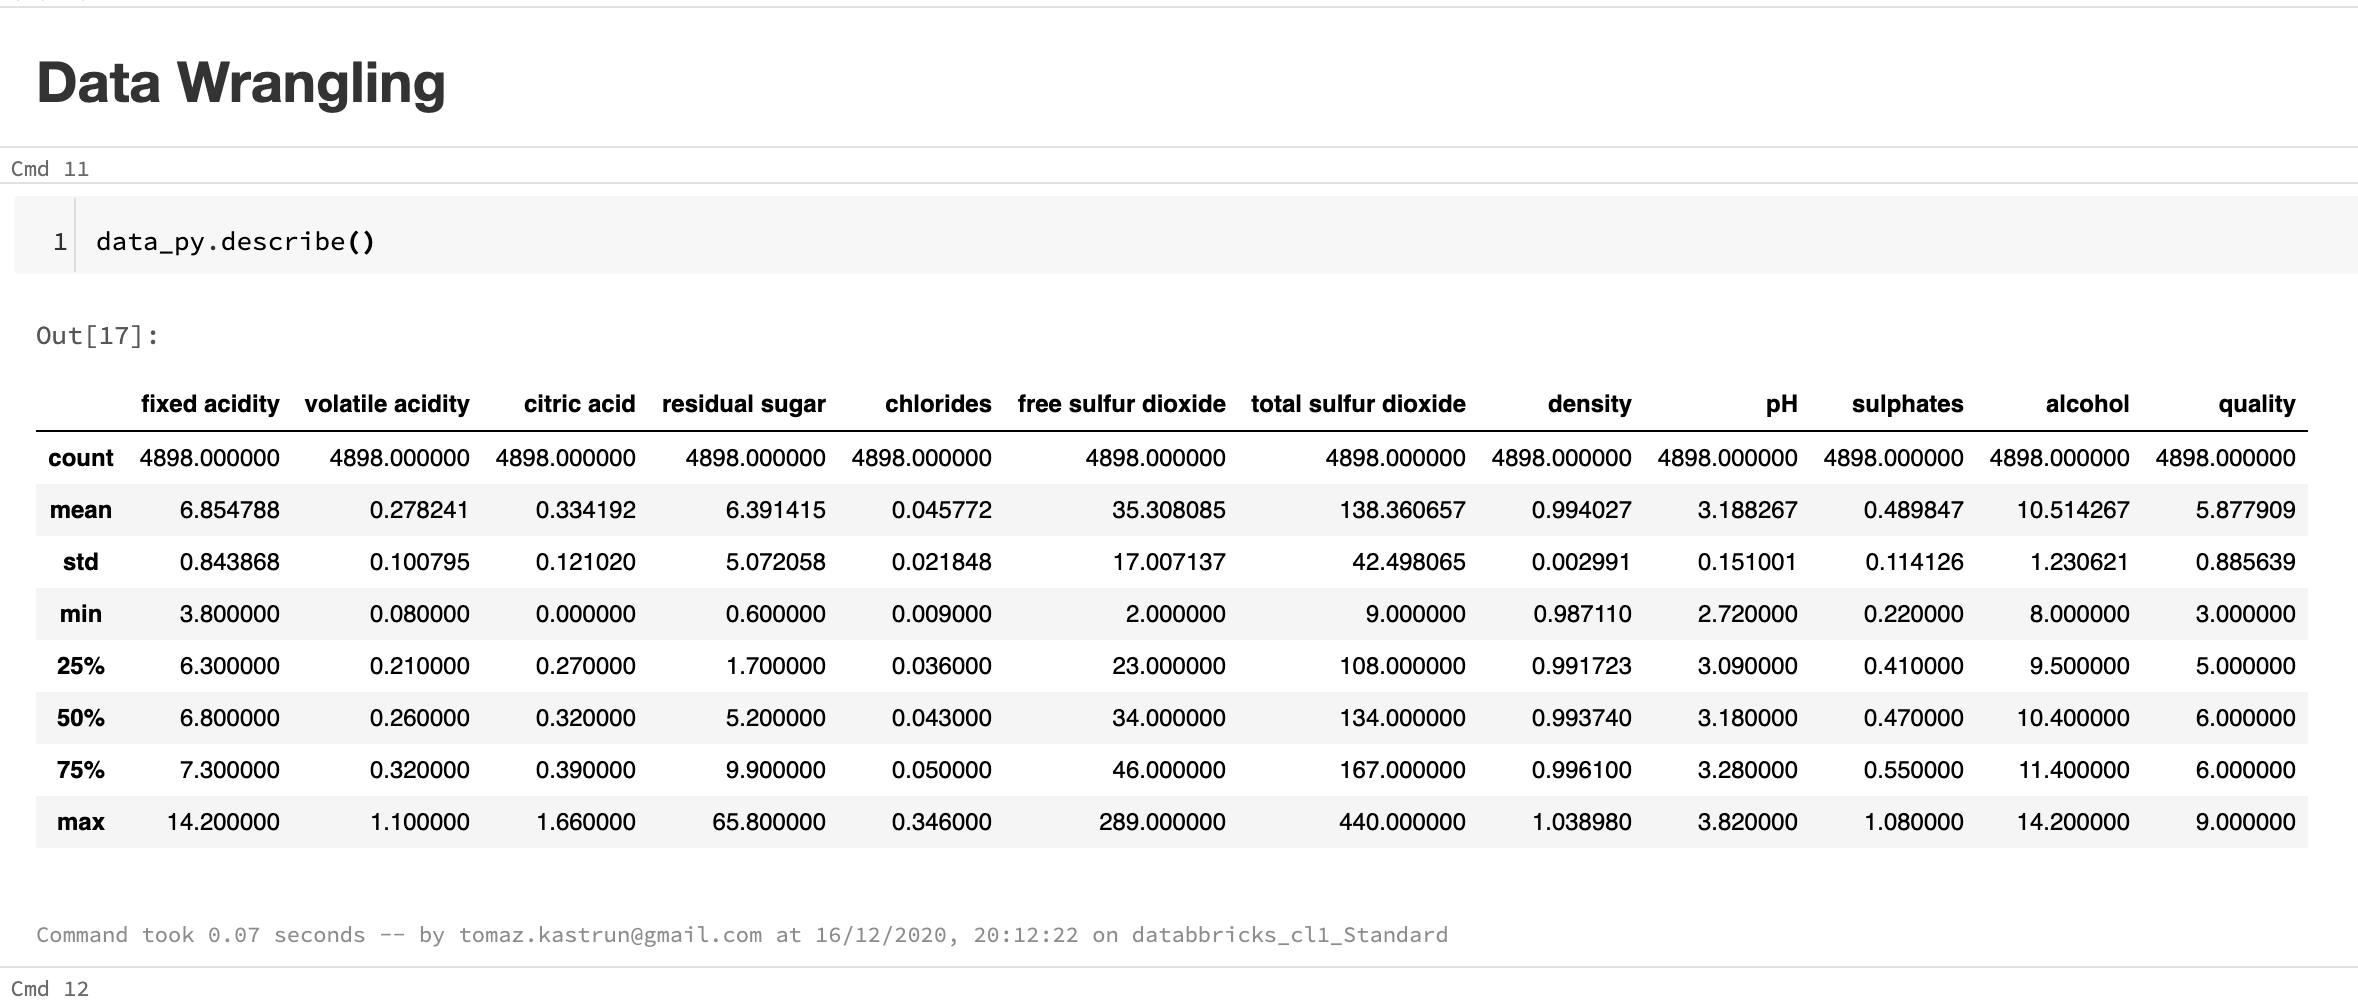 Data Wrangling
Cmd 11
1 data_py.describe()
Out[17]:
fixed acidity volatile acidity citric acid residual sugar chlorides free sulfur dioxide total sulfur dioxide density pH sulphates alcohol quality
count 4898.000000 4898.000000 4898.000000 4898.000000 4898.000000 4898.000000 4898.000000 4898.000000 4898.000000 4898.000000 4898.000000 4898.000000
mean 6.854788 0.278241 0.334192 6.391415 0.045772 35.308085 138.360657 0.994027 3.188267 0.489847 10.514267 5.877909
std 0.843868 0.100795 0.121020 5.072058 0.021848 17.007137 42.498065 0.002991 0.151001 0.114126 1.230621 0.885639
min 3.800000 0.080000 0.000000 0.600000 0.009000 2.000000 9.000000 0.987110 2.720000 0.220000 8.000000 3.000000
25% 6.300000 0.210000 0.270000 1.700000 0.036000 23.000000 108.000000 0.991723 3.090000 0.410000 9.500000 5.000000
50% 6.800000 0.260000 0.320000 5.200000 0.043000 34.000000 134.000000 0.993740 3.180000 0.470000 10.400000 6.000000
75% 7.300000 0.320000 0.390000 9.900000 0.050000 46.000000 167.000000 0.996100 3.280000 0.550000 11.400000 6.000000
max 14.200000 1.100000 1.660000 65.800000 0.346000 289.000000 440.000000 1.038980 3.820000 1.080000 14.200000 9.000000
Command took 0.07 seconds -- by tomaz.kastrun@gmail.com at 16/12/2020, 20:12:22 on databbricks_cl1_Standard
Cmd 12